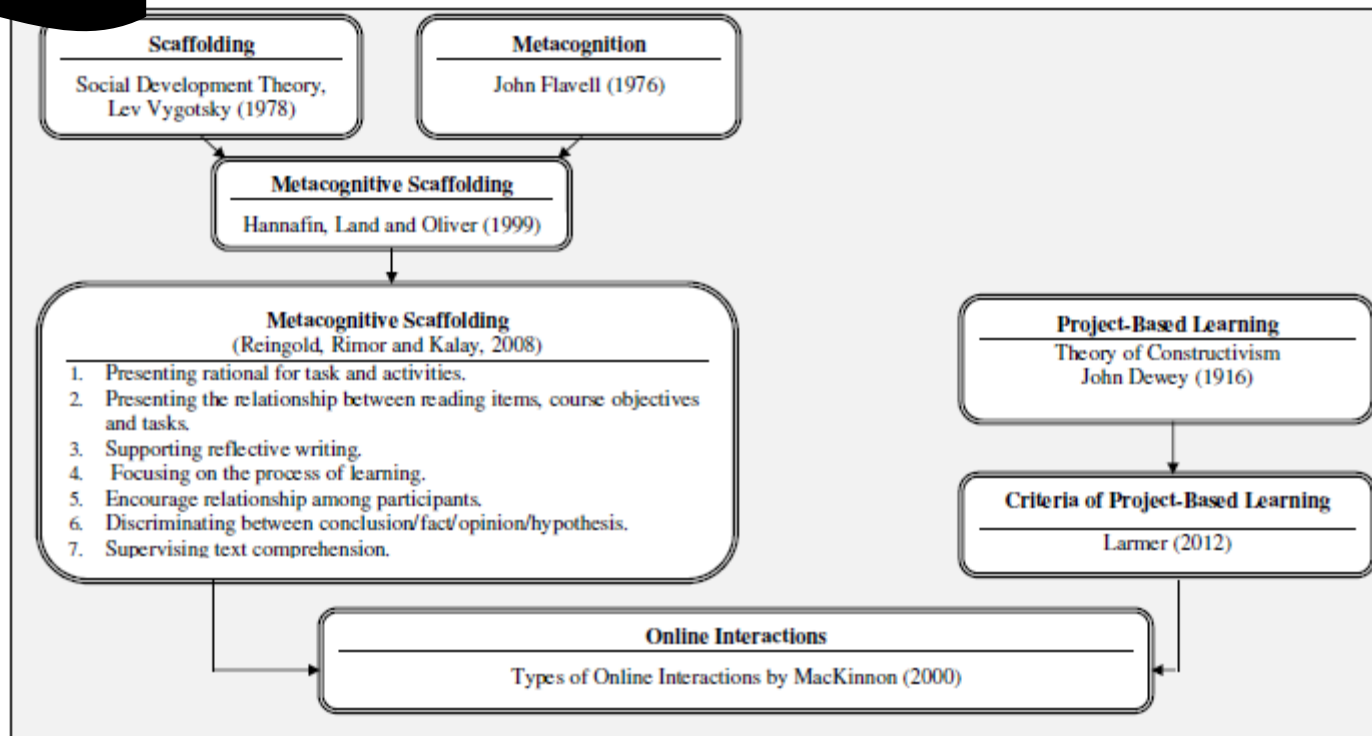 Scaffolding
Social Development Theory,
Lev Vygotsky (1978)
Metacognition
John Flavell (1976)
Metacognitive Scaffolding
Hannafin, Land and Oliver (1999)
Metacognitive Scaffolding
(Reingold, Rimor and Kalay, 2008)
1. Presenting rational for task and activities.
2. Presenting the relationship between reading items, course objectives
and tasks.
3. Supporting reflective writing.
4. Focusing on the process of learning.
5. Encourage relationship among participants.
6. Discriminating between conclusion/fact/opinion/hypothesis.
7. Supervising text comprehension.
Project-Based Learning
Theory of Constructivism
John Dewey (1916)
Criteria of Project-Based Learning
Larmer (2012)
Online Interactions
Types of Online Interactions by MacKinnon (2000)